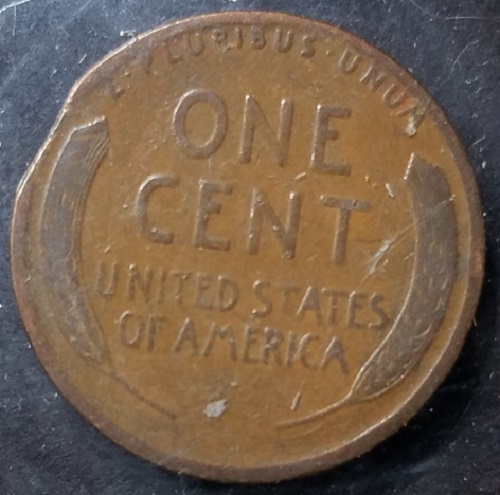 E·PLURIBUS·UNUM
ONE
CENT
UNITED STATES
OF AMERICA